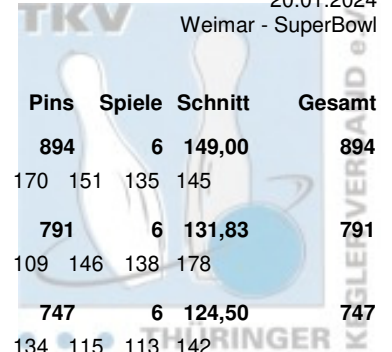 TKV
20.01.2024
Weimar - SuperBowl
Pins Spiele Schnitt Gesamt
894 6 149,00 894
170 151 135 145
791 6 131,83 791
109 146 138 178
747 6 124,50 747
134 115 113 142
THÜRINGER
KEGLER VERBAND e.V.